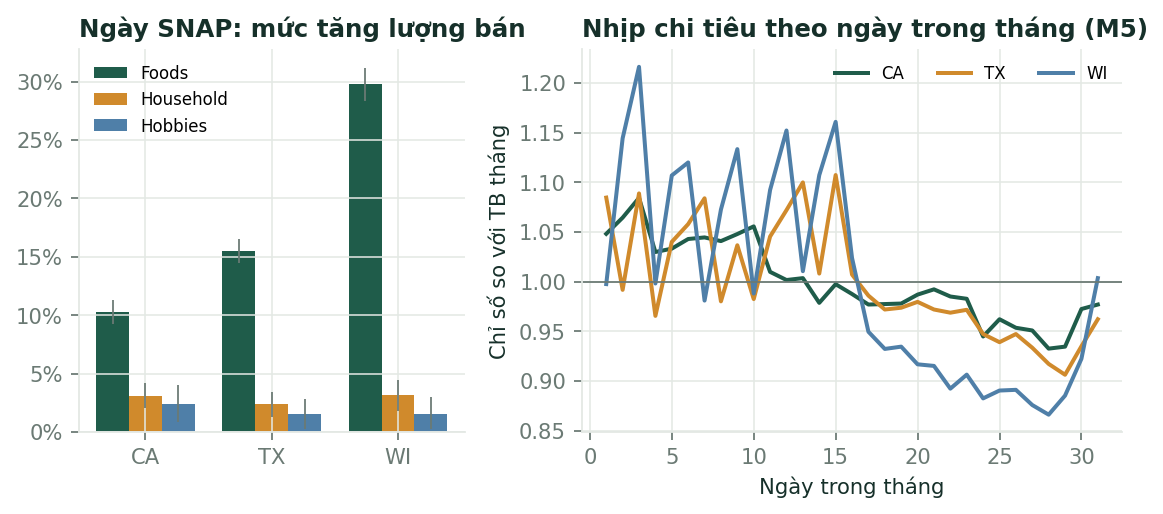 Ngày SNAP: mức tăng lượng bán
Foods
Household
Hobbies
30%
25%
20%
15%
10%
5%
0%
CA
TX
WI
Nhịp chi tiêu theo ngày trong tháng (M5)
CA
TX
WI
Chỉ số so với TB tháng
1.20
1.15
1.10
1.05
1.00
0.95
0.90
0.85
0
5
10
15
20
25
30
Ngày trong tháng